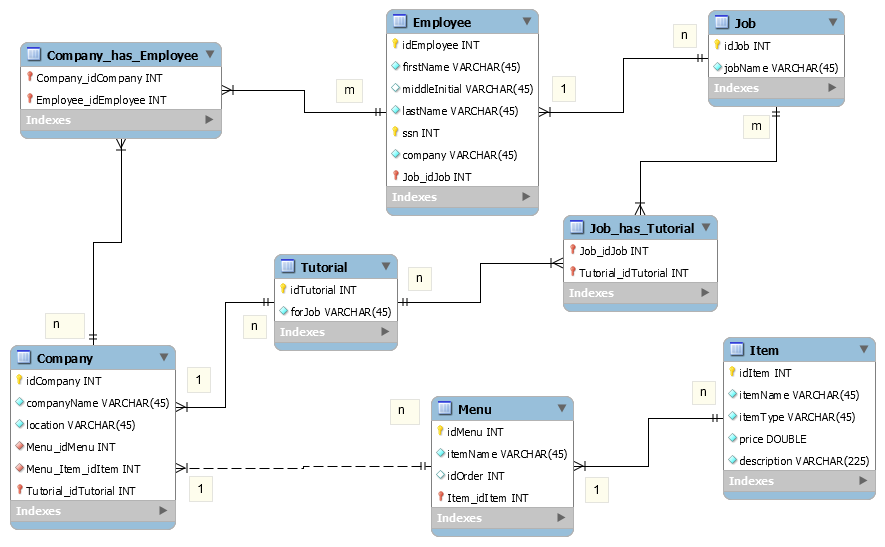 Company_has_Employee
Company_idCompany INT
Employee_idEmployee INT
Indexes
m
Employee
idEmployee INT
firstName VARCHAR(45)
middleInitial VARCHAR(45)
lastName VARCHAR(45)
ssn INT
company VARCHAR(45)
Job_idJob INT
Indexes
1
n
Job
idJob INT
jobName VARCHAR(45)
Indexes
m
Job_has_Tutorial
Job_idJob INT
Tutorial_idTutorial INT
Indexes
Tutorial
idTutorial INT
forJob VARCHAR(45)
Indexes
n
n
n
1
Company
idCompany INT
companyName VARCHAR(45)
location VARCHAR(45)
Menu_idMenu INT
Menu_Item_idItem INT
Tutorial_idTutorial INT
Indexes
1
n
Menu
idMenu INT
itemName VARCHAR(45)
idOrder INT
Item_idItem INT
Indexes
1
n
Item
idItem INT
itemName VARCHAR(45)
itemType VARCHAR(45)
price DOUBLE
description VARCHAR(225)
Indexes